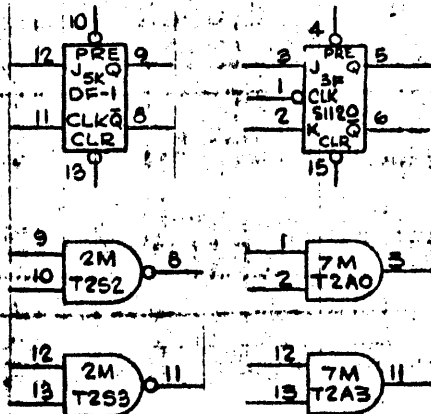 10 4
12 PRE 9 3 PRE 5
J Q J Q
5K 3F
DF-1 1 CLK
11 CLK Q̅ 8 2 K S1120 Q̅ 6
CLR CLR
13 15
9 2M 8 1 7M 3
10 T2S2 2 T2A0
12 2M 11 12 7M 11
13 T2S3 13 T2A3